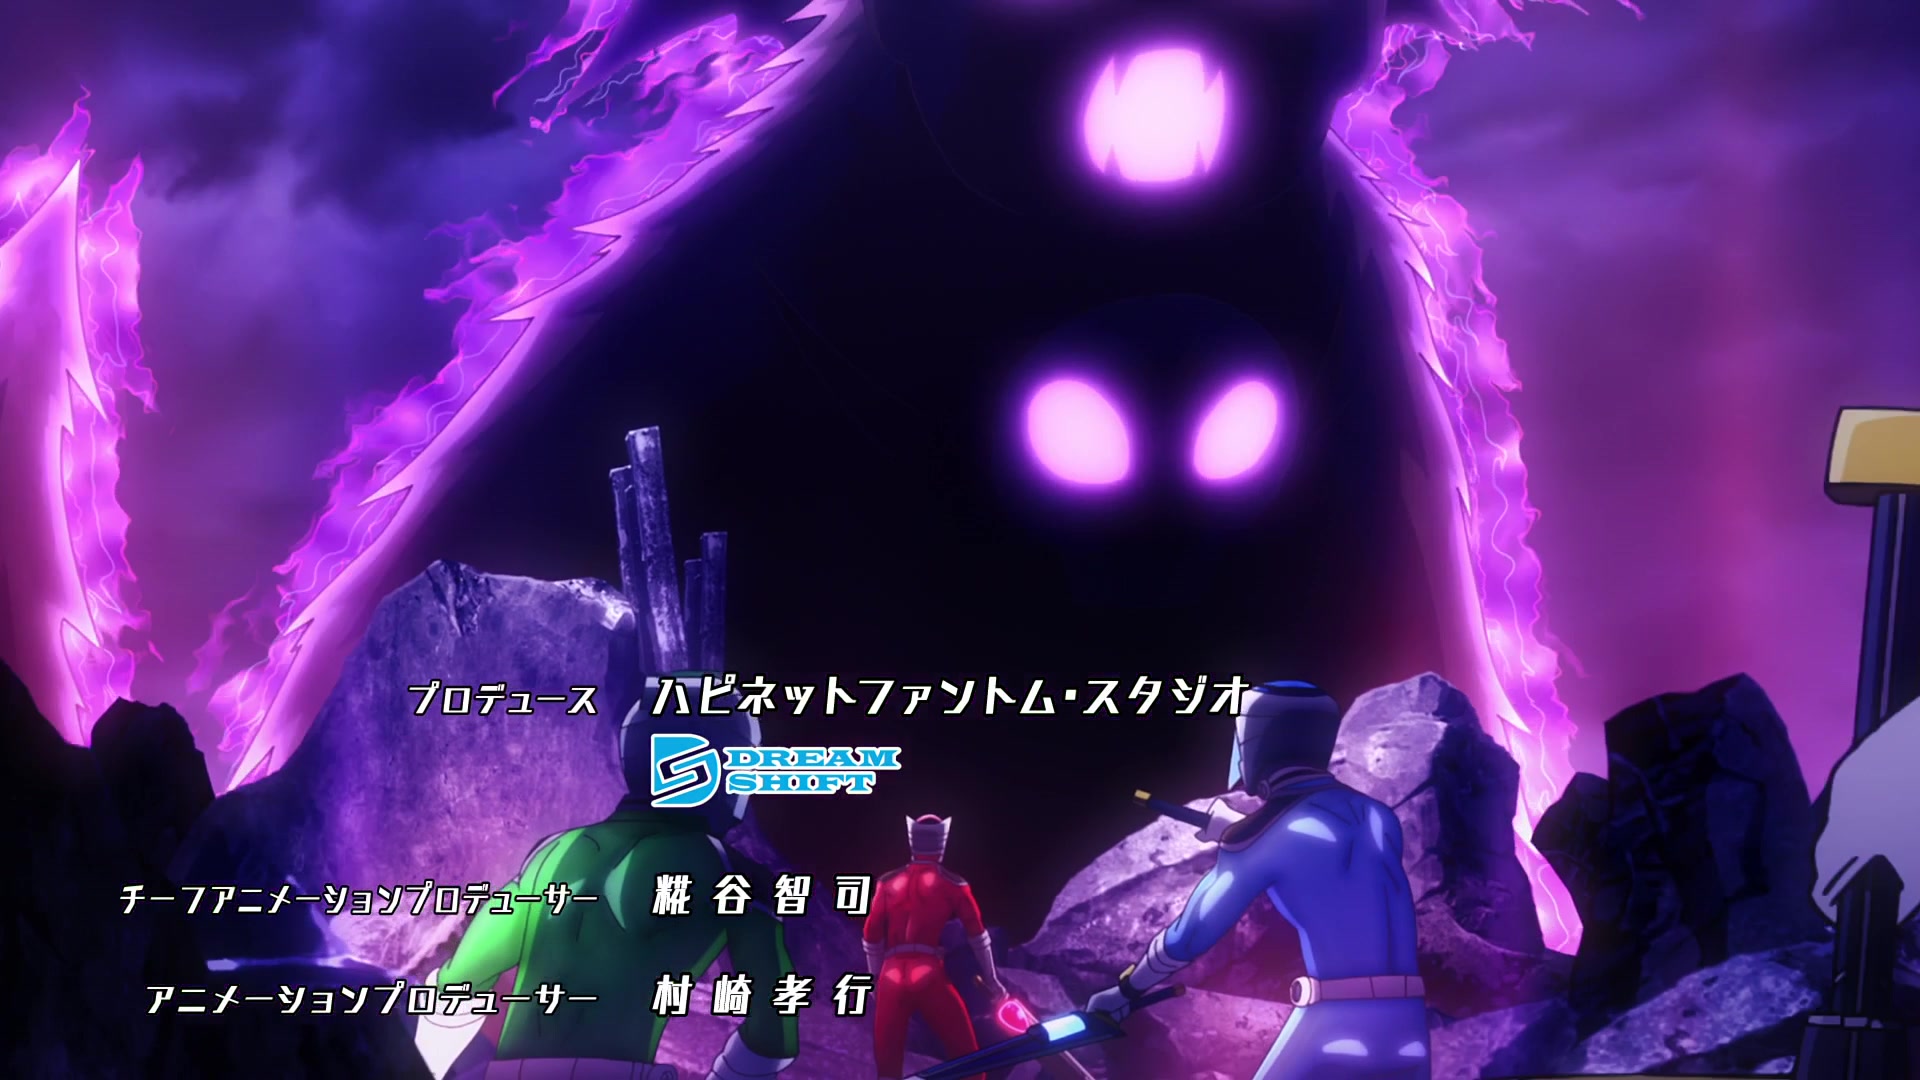 プロデュース ハピネットファントム・スタジオ
DREAM
SHIFT
チーフアニメーションプロデューサー 糀谷智司
アニメーションプロデューサー 村崎孝行